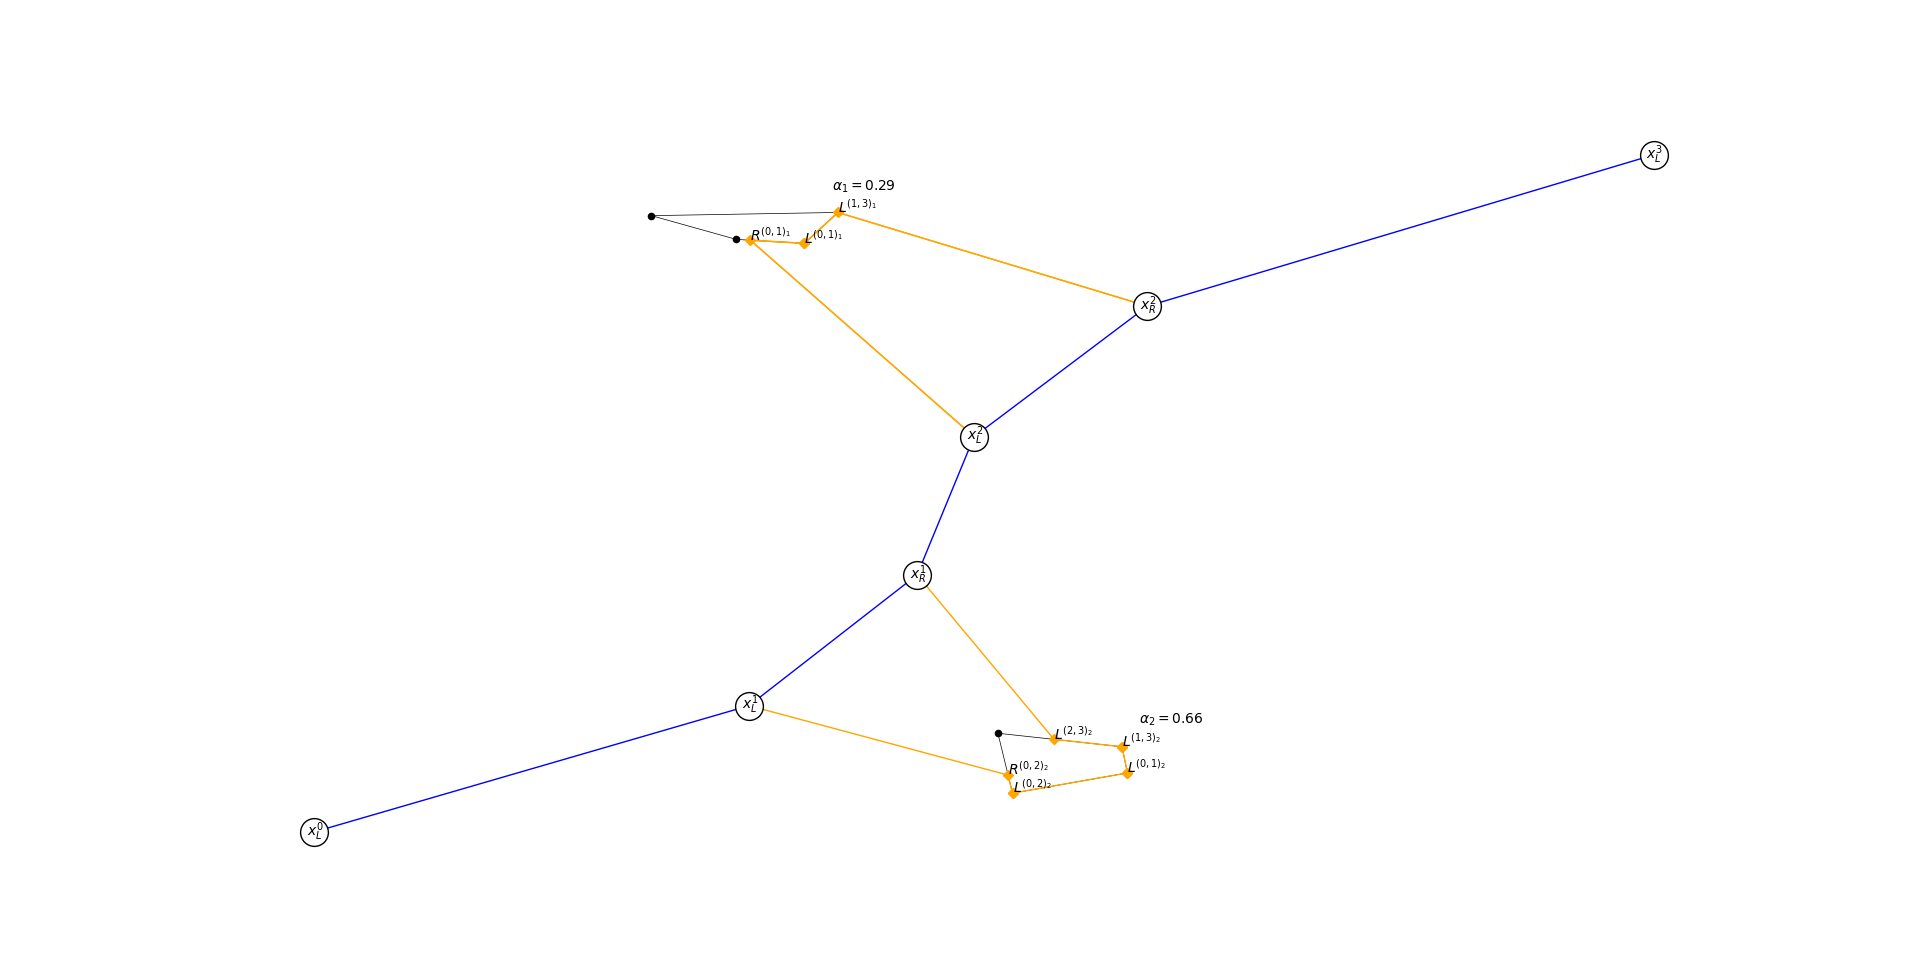 $x_L^3$
$\alpha_1 = 0.29$
$L^{(1,3)_1}$
$R^{(0,1)_1}$ $L^{(0,1)_1}$
$x_R^2$
$x_L^2$
$x_R^1$
$x_L^1$
$\alpha_2 = 0.66$
$L^{(2,3)_2}$
$L^{(1,3)_2}$
$R^{(0,2)_2}$ $L^{(0,1)_2}$
$L^{(0,2)_2}$
$x_L^0$